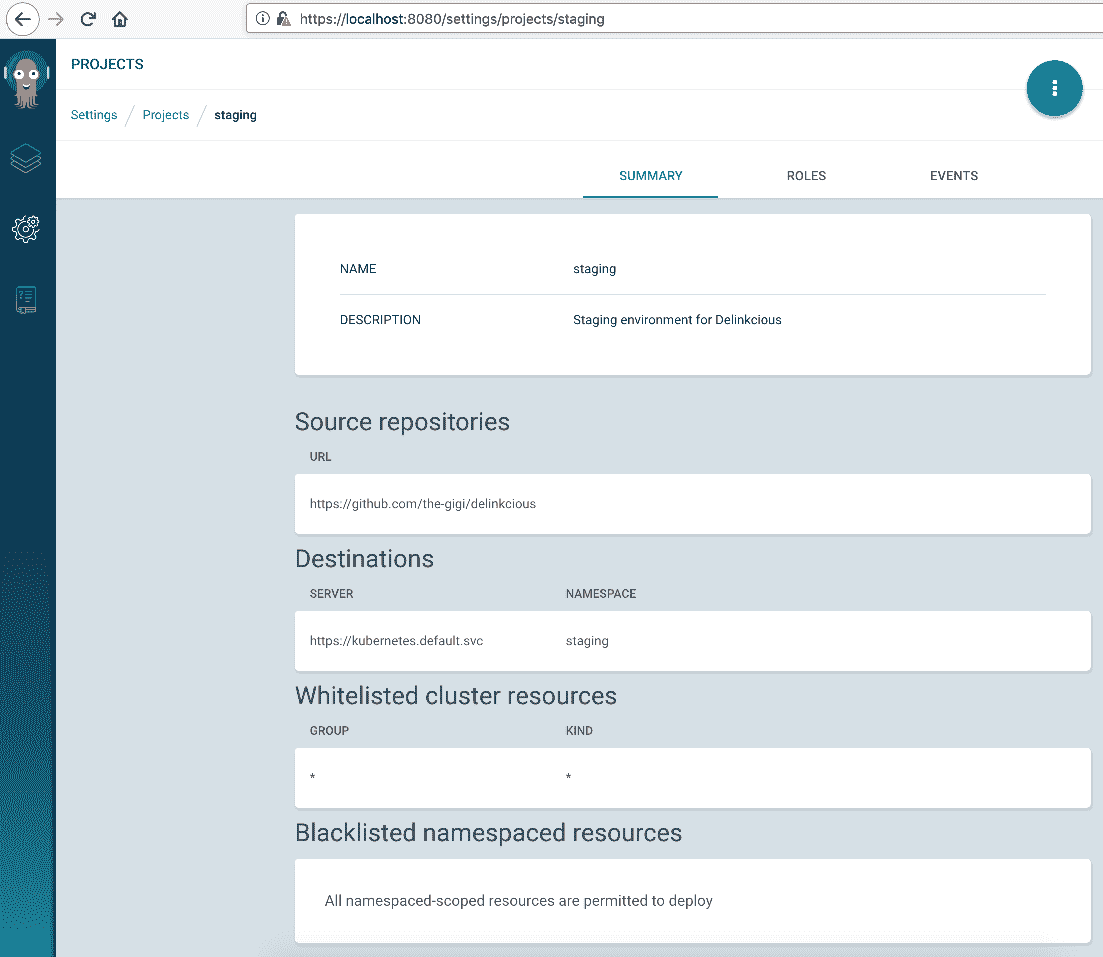 https://localhost:8080/settings/projects/staging
PROJECTS
Settings / Projects / staging
SUMMARY ROLES EVENTS
NAME staging
DESCRIPTION Staging environment for Delinkcious
Source repositories
URL
https://github.com/the-gigi/delinkcious
Destinations
SERVER NAMESPACE
https://kubernetes.default.svc staging
Whitelisted cluster resources
GROUP KIND
* *
Blacklisted namespaced resources
All namespaced-scoped resources are permitted to deploy